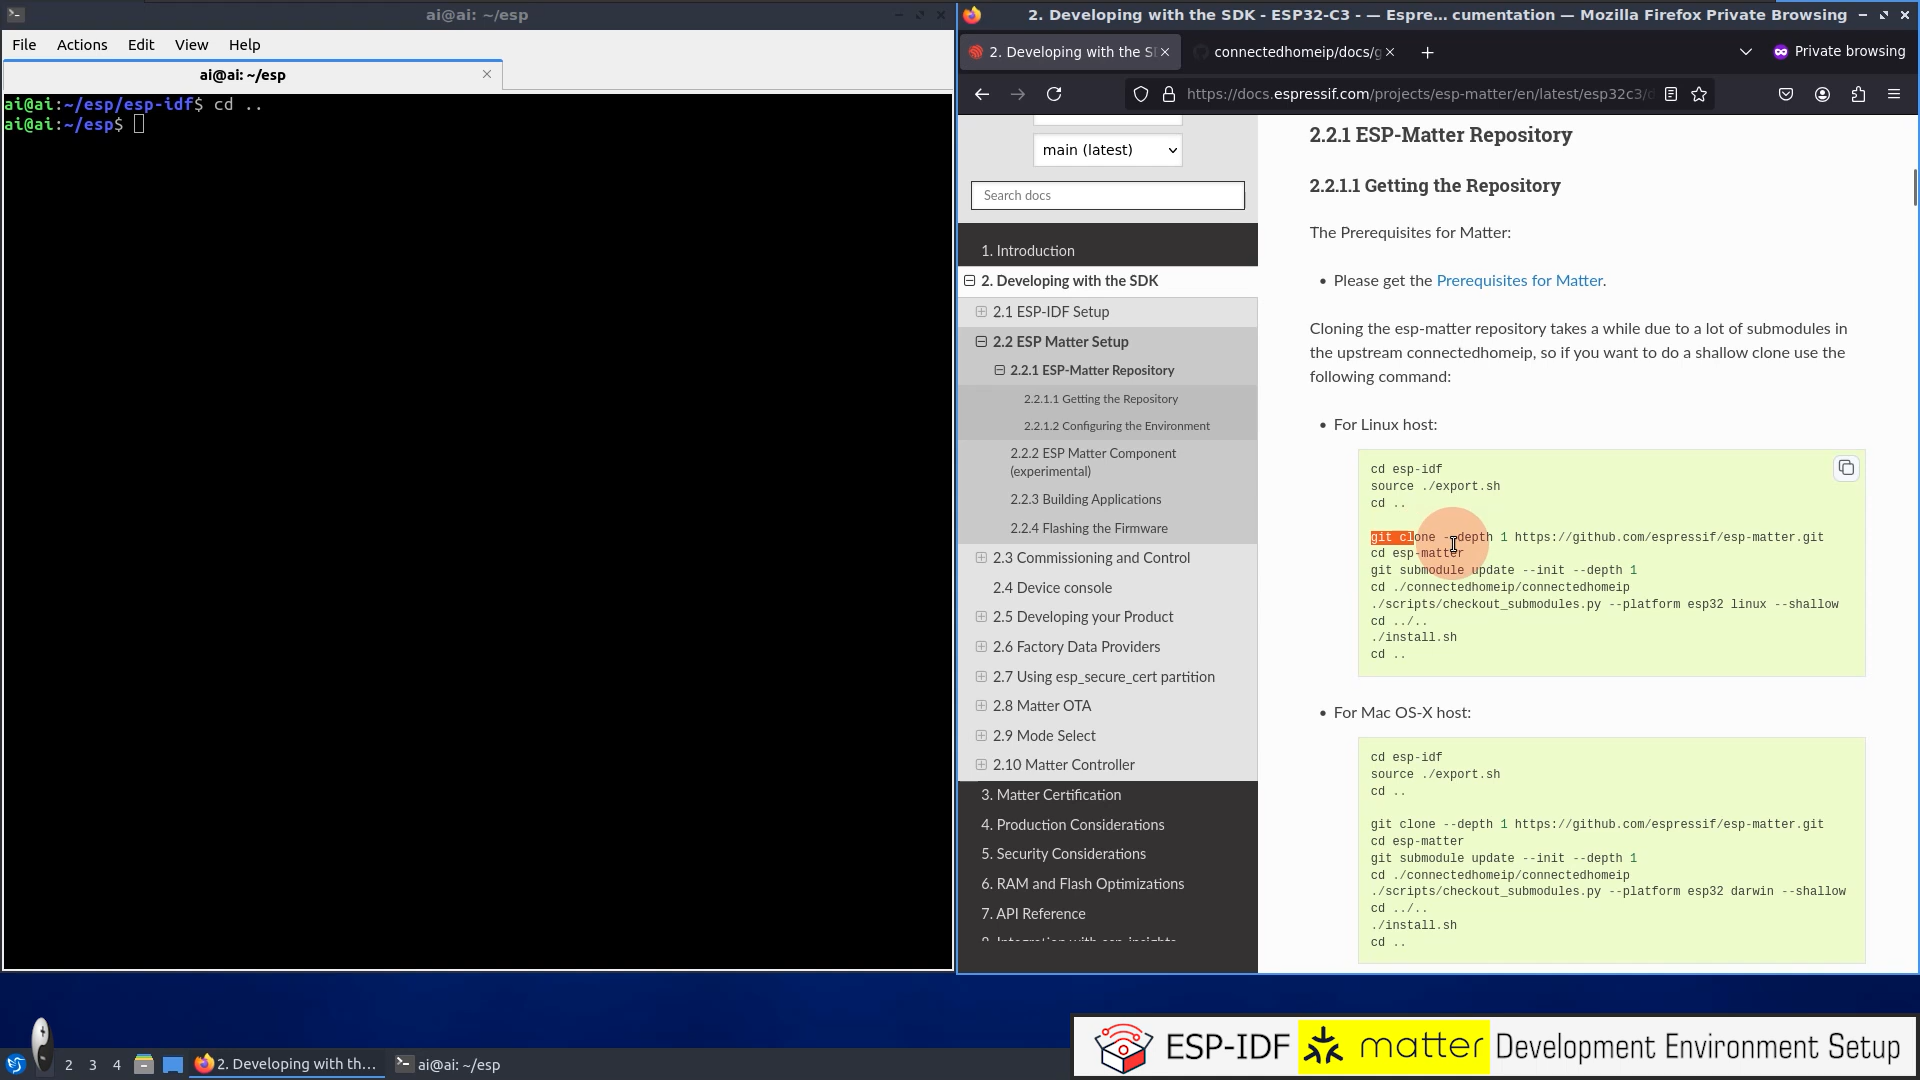 ai@ai: ~/esp
File Actions Edit View Help
ai@ai: ~/esp
ai@ai:~/esp/esp-idf$ cd ..
ai@ai:~/esp$
2. Developing with the SDK - ESP32-C3 - — Espre… cumentation — Mozilla Firefox Private Browsing
2. Developing with the S
connectedhomeip/docs/g
Private browsing
https://docs.espressif.com/projects/esp-matter/en/latest/esp32c3/
main (latest)
Search docs
1. Introduction
2. Developing with the SDK
2.1 ESP-IDF Setup
2.2 ESP Matter Setup
2.2.1 ESP-Matter Repository
2.2.1.1 Getting the Repository
2.2.1.2 Configuring the Environment
2.2.2 ESP Matter Component
(experimental)
2.2.3 Building Applications
2.2.4 Flashing the Firmware
2.3 Commissioning and Control
2.4 Device console
2.5 Developing your Product
2.6 Factory Data Providers
2.7 Using esp_secure_cert partition
2.8 Matter OTA
2.9 Mode Select
2.10 Matter Controller
3. Matter Certification
4. Production Considerations
5. Security Considerations
6. RAM and Flash Optimizations
7. API Reference
2.2.1 ESP-Matter Repository
2.2.1.1 Getting the Repository
The Prerequisites for Matter:
• Please get the Prerequisites for Matter.
Cloning the esp-matter repository takes a while due to a lot of submodules in
the upstream connectedhomeip, so if you want to do a shallow clone use the
following command:
• For Linux host:
cd esp-idf
source ./export.sh
cd ..
git clone --depth 1 https://github.com/espressif/esp-matter.git
cd esp-matter
git submodule update --init --depth 1
cd ./connectedhomeip/connectedhomeip
./scripts/checkout_submodules.py --platform esp32 linux --shallow
cd ../..
./install.sh
cd ..
• For Mac OS-X host:
cd esp-idf
source ./export.sh
cd ..
git clone --depth 1 https://github.com/espressif/esp-matter.git
cd esp-matter
git submodule update --init --depth 1
cd ./connectedhomeip/connectedhomeip
./scripts/checkout_submodules.py --platform esp32 darwin --shallow
cd ../..
./install.sh
cd ..
2 3 4
2. Developing with th…
ai@ai: ~/esp
ESP-IDF matter Development Environment Setup